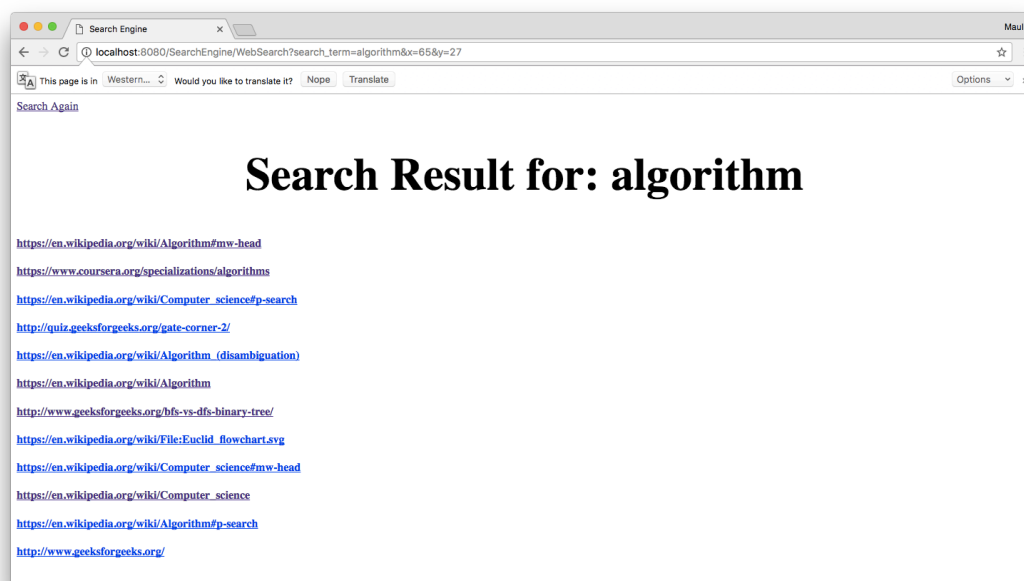 Search Engine
Maul
localhost:8080/SearchEngine/WebSearch?search_term=algorithm&x=65&y=27
This page is in Western... Would you like to translate it? Nope Translate Options
Search Again
Search Result for: algorithm
https://en.wikipedia.org/wiki/Algorithm#mw-head
https://www.coursera.org/specializations/algorithms
https://en.wikipedia.org/wiki/Computer_science#p-search
http://quiz.geeksforgeeks.org/gate-corner-2/
https://en.wikipedia.org/wiki/Algorithm_(disambiguation)
https://en.wikipedia.org/wiki/Algorithm
http://www.geeksforgeeks.org/bfs-vs-dfs-binary-tree/
https://en.wikipedia.org/wiki/File:Euclid_flowchart.svg
https://en.wikipedia.org/wiki/Computer_science#mw-head
https://en.wikipedia.org/wiki/Computer_science
https://en.wikipedia.org/wiki/Algorithm#p-search
http://www.geeksforgeeks.org/